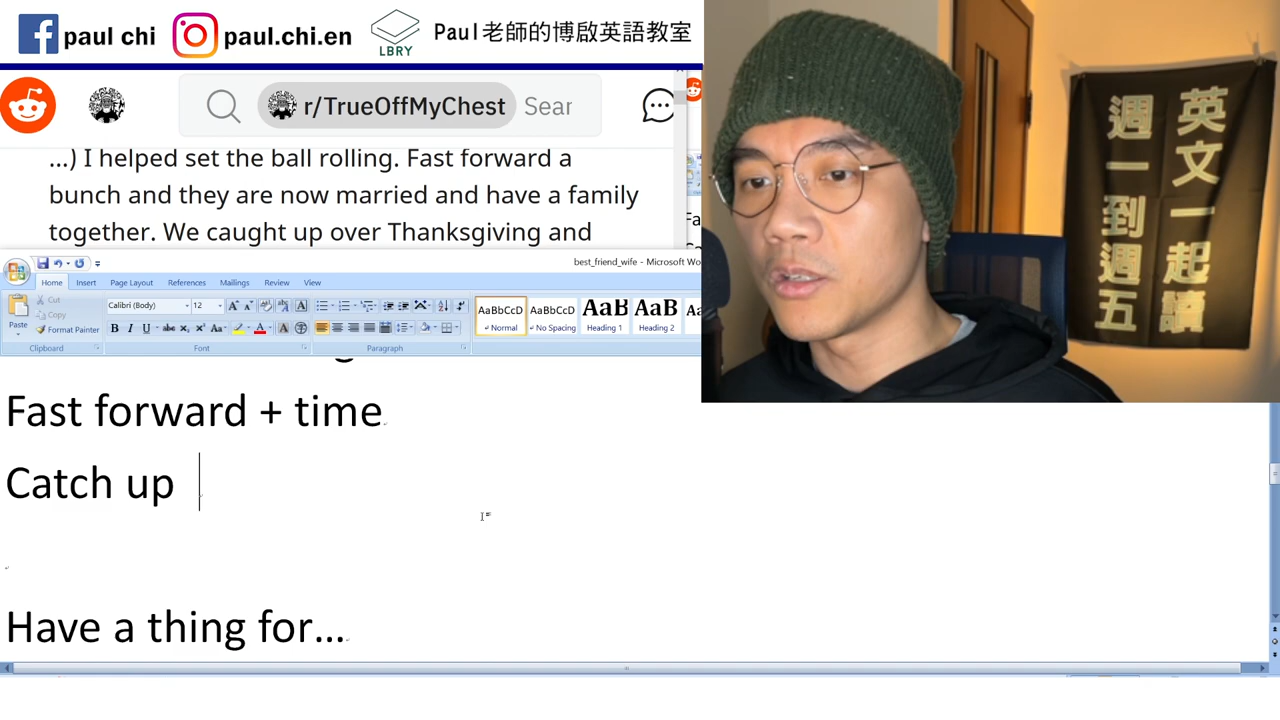 paul chi
paul.chi.en
LBRY
Paul老師的博啟英語教室
r/TrueOffMyChest
Sear
...) I helped set the ball rolling. Fast forward a
bunch and they are now married and have a family
together. We caught up over Thanksgiving and
Fa
best_friend_wife - Microsoft Wo
Home Insert Page Layout References Mailings Review View
Paste
Cut
Copy
Format Painter
Clipboard
Calibri (Body) 12
Font
Paragraph
AaBbCcD AaBbCcD AaB AaB
Normal No Spacing Heading 1 Heading 2
Fast forward + time
Catch up
Have a thing for...
英文一起讀
週一到週五